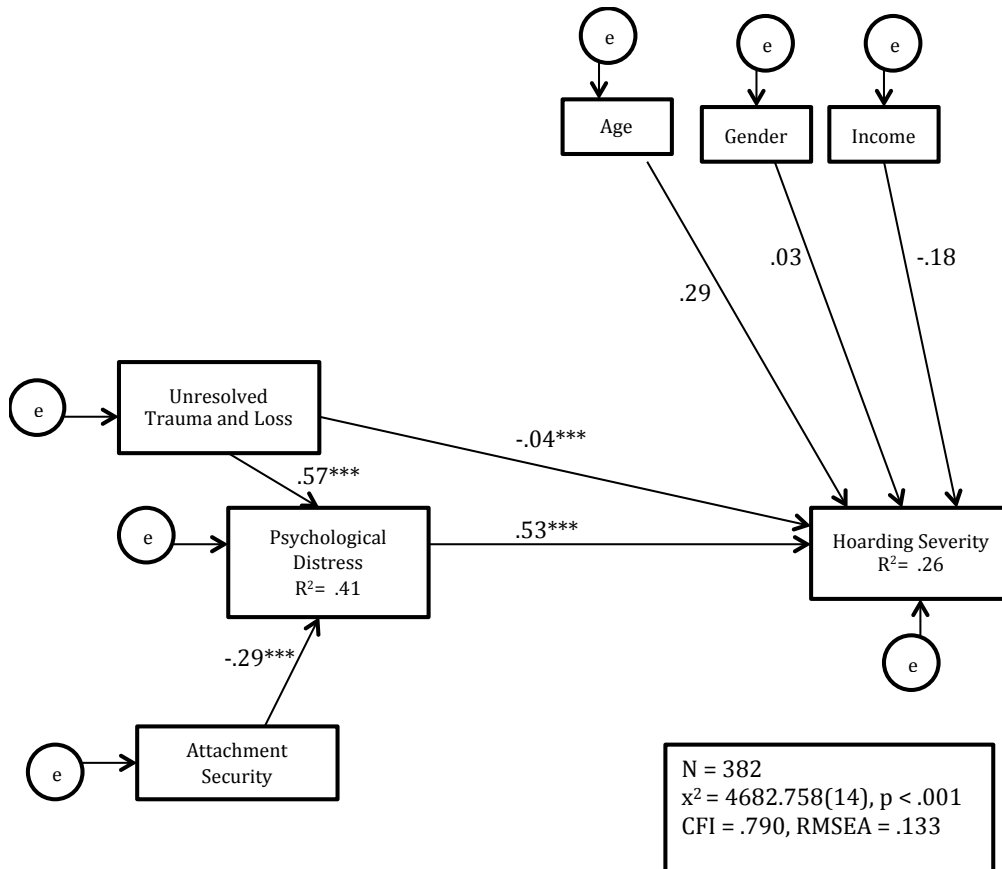 e
e
e
Age
Gender
Income
.29
.03
-.18
Unresolved
Trauma and Loss
e
-.04***
.57***
e
Psychological
Distress
R²= .41
.53***
Hoarding Severity
R²= .26
-.29***
e
e
Attachment
Security
N = 382
x² = 4682.758(14), p < .001
CFI = .790, RMSEA = .133